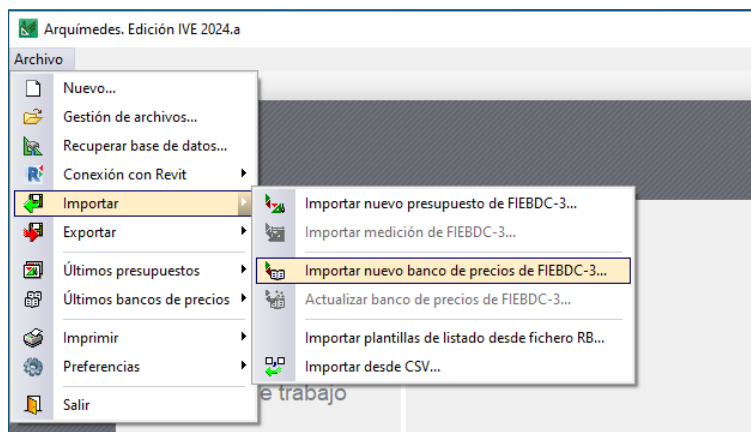 Arquímedes. Edición IVE 2024.a
Archivo
Nuevo...
Gestión de archivos...
Recuperar base de datos...
Conexión con Revit
Importar
Exportar
Últimos presupuestos
Últimos bancos de precios
Imprimir
Preferencias
Salir
Importar nuevo presupuesto de FIEBDC-3...
Importar medición de FIEBDC-3...
Importar nuevo banco de precios de FIEBDC-3...
Actualizar banco de precios de FIEBDC-3...
Importar plantillas de listado desde fichero RB...
Importar desde CSV...
e trabajo